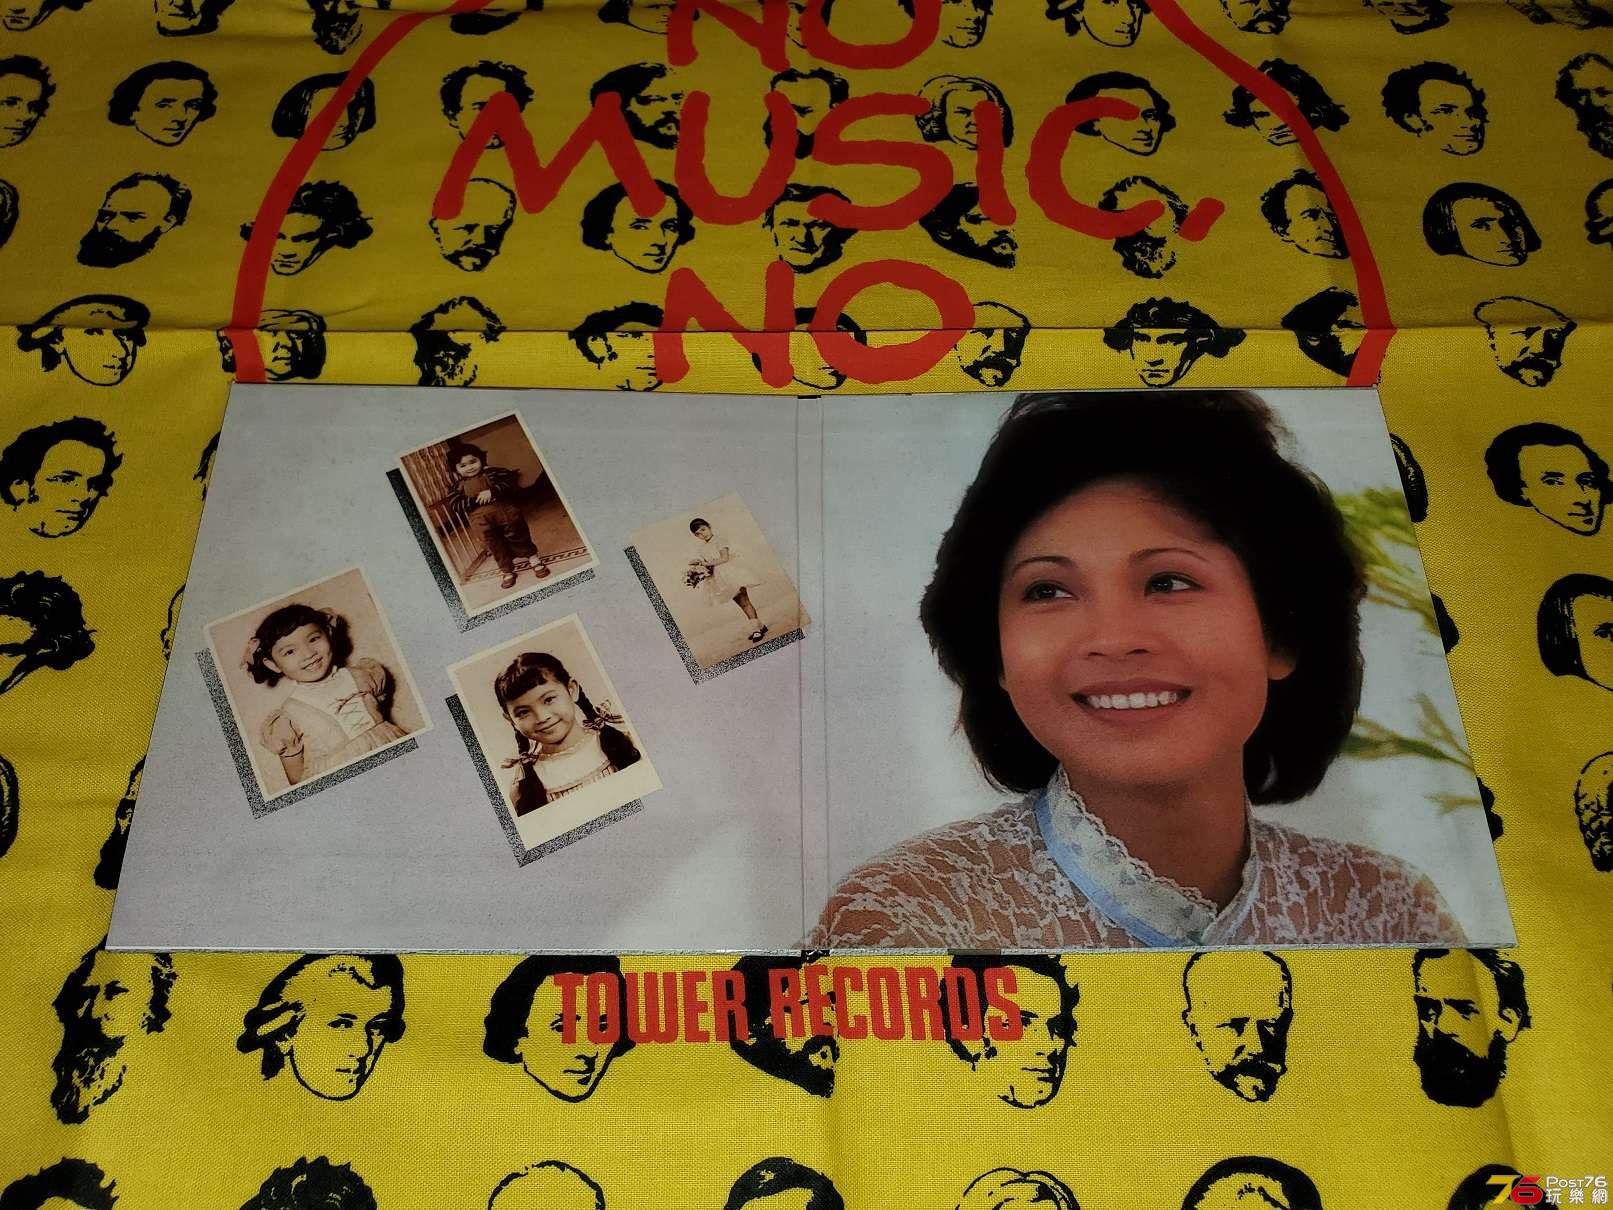 NO
MUSIC,
NO
TOWER RECORDS
76 POST76
玩樂網